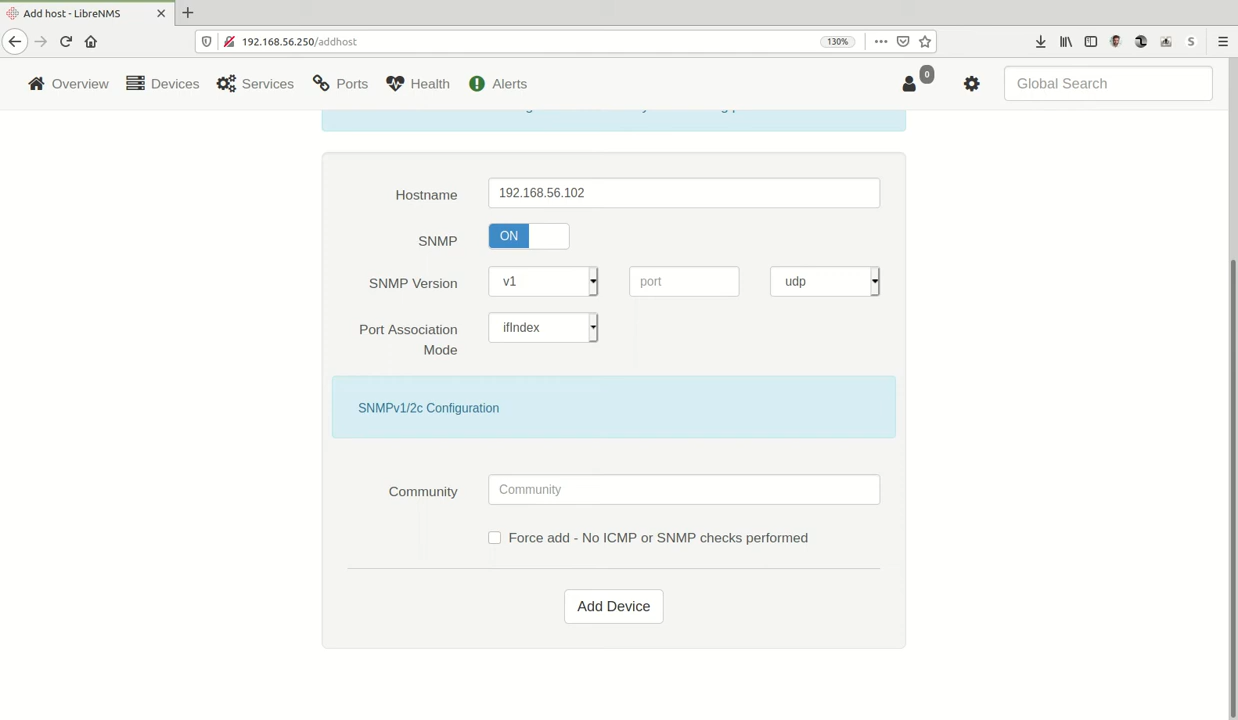 Add host - LibreNMS
192.168.56.250/addhost
130%
S
Overview
Devices
Services
Ports
Health
Alerts
0
Global Search
Hostname
192.168.56.102
SNMP
ON
SNMP Version
v1
port
udp
Port Association
Mode
ifIndex
SNMPv1/2c Configuration
Community
Community
Force add - No ICMP or SNMP checks performed
Add Device